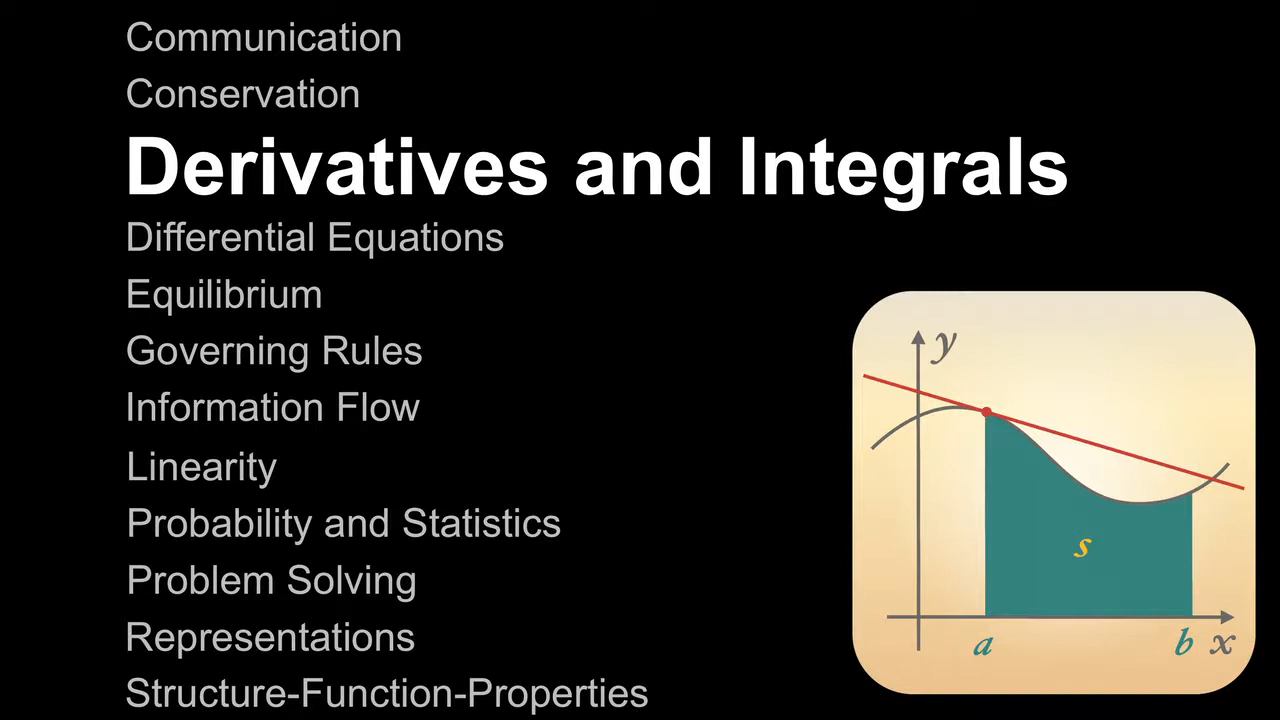 Communication
Conservation
Derivatives and Integrals
Differential Equations
Equilibrium
Governing Rules
Information Flow
Linearity
Probability and Statistics
Problem Solving
Representations
Structure-Function-Properties
y
s
a
b x